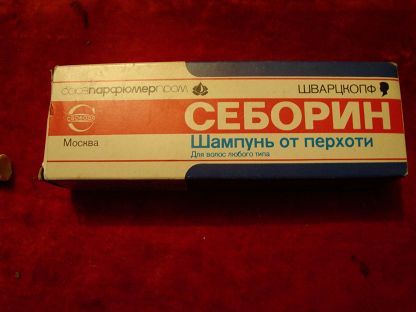 союзпарфюмерпром ШВАРЦКОПФ
СЕБОРИН
Москва
Шампунь от перхоти
Для волос любого типа